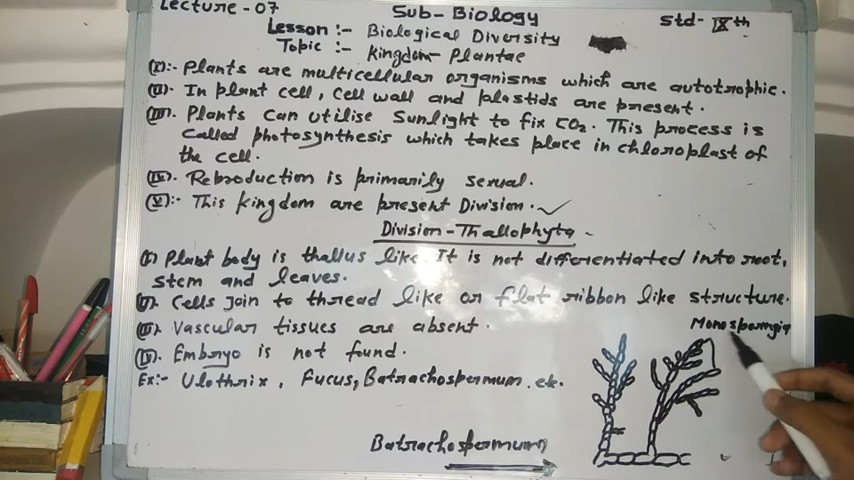 Lecture-07
Sub-Biology
Std-IXth
Lesson:- Biological Diversity
Topic :- Kingdom-Plantae
(I):- Plants are multicellular organisms which are autotrophic.
(II):- In plant cell, cell wall and plastids are present.
(III). Plants can utilise sunlight to fix CO2. This process is
called photosynthesis which takes place in chloroplast of
the cell.
(IV). Reproduction is primarily sexual.
(V):- This kingdom are present Division.
Division-Thallophyta
(I) Plant body is thallus like. It is not differentiated into root,
stem and leaves.
(II). Cells join to thread like or flat ribbon like structure.
(III). Vascular tissues are absent.
(IV) Embryo is not found.
Ex:- Ulothrix, Fucus, Batrachospermum, etc.
Monosporangia
Batrachospermum